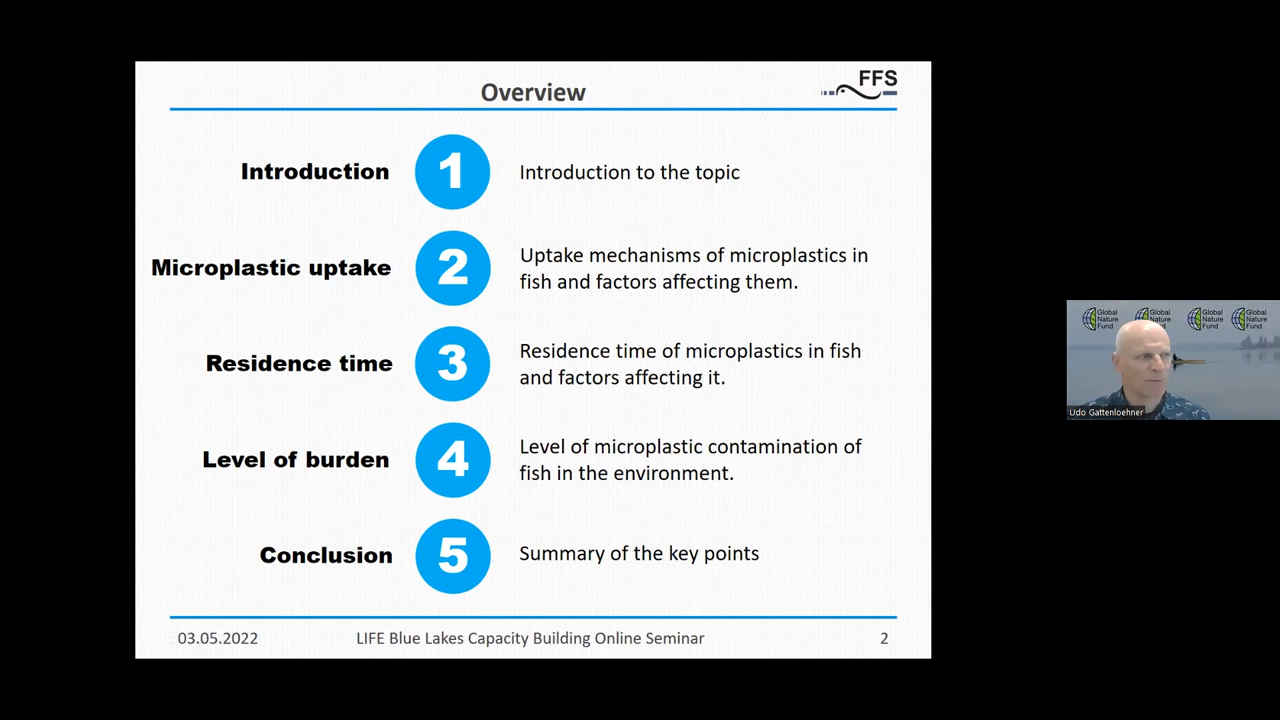 Overview
FFS
Introduction
1
Introduction to the topic
Microplastic uptake
2
Uptake mechanisms of microplastics in
fish and factors affecting them.
Residence time
3
Residence time of microplastics in fish
and factors affecting it.
Level of burden
4
Level of microplastic contamination of
fish in the environment.
Conclusion
5
Summary of the key points
03.05.2022
LIFE Blue Lakes Capacity Building Online Seminar
2
Global
Nature
Fund
Global
Nature
Fund
Global
Nature
Fund
Global
Nature
Fund
Udo Gattenloehner